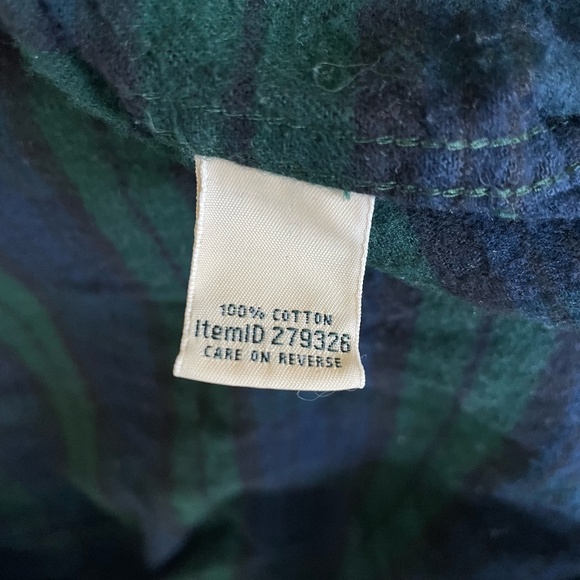 100% COTTON
ItemID 279326
CARE ON REVERSE